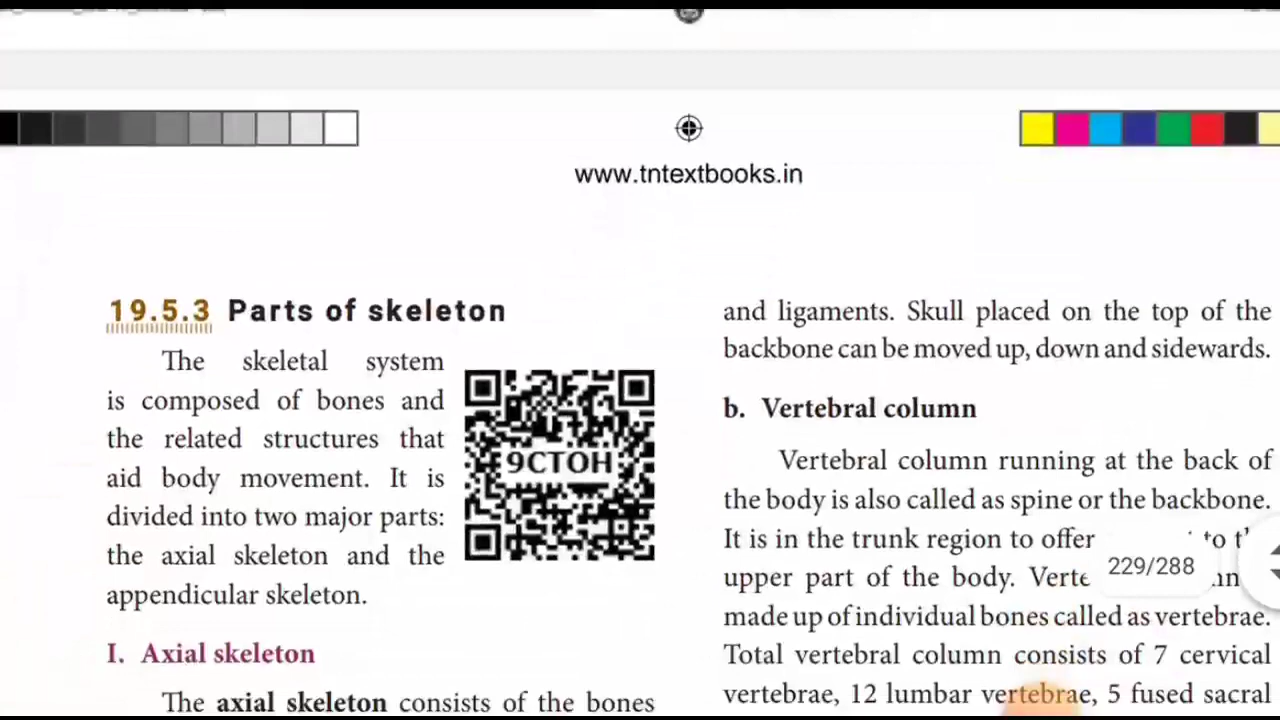 www.tntextbooks.in
19.5.3 Parts of skeleton
The skeletal system
is composed of bones and
the related structures that
aid body movement. It is
divided into two major parts:
the axial skeleton and the
appendicular skeleton.
9CTOH
I. Axial skeleton
The axial skeleton consists of the bones
and ligaments. Skull placed on the top of the
backbone can be moved up, down and sidewards.
b. Vertebral column
Vertebral column running at the back of
the body is also called as spine or the backbone.
It is in the trunk region to offer to
upper part of the body.
made up of individual bones called as vertebrae.
Total vertebral column consists of 7 cervical
vertebrae, 12 lumbar vertebrae, 5 fused sacral
229/288